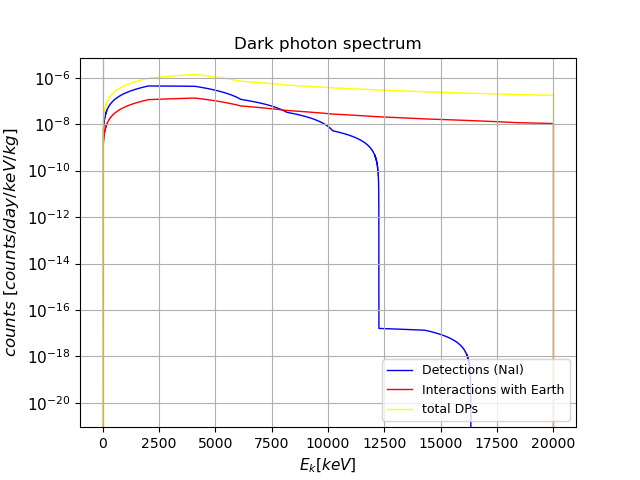 Dark photon spectrum
counts [counts/day/keV/kg]
10⁻⁶
10⁻⁸
10⁻¹⁰
10⁻¹²
10⁻¹⁴
10⁻¹⁶
10⁻¹⁸
10⁻²⁰
Detections (NaI)
Interactions with Earth
total DPs
0 2500 5000 7500 10000 12500 15000 17500 20000
Eₖ[keV]